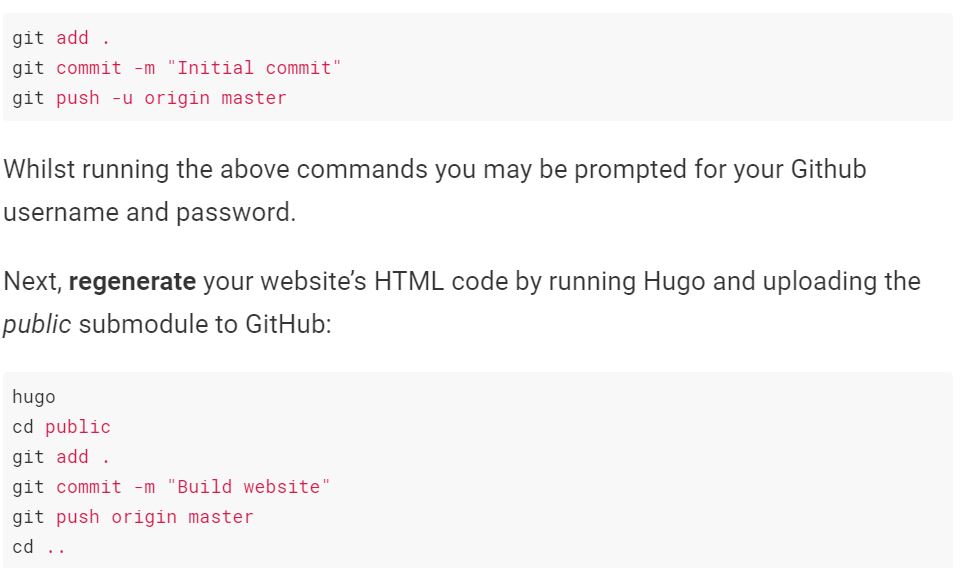 git add .
git commit -m "Initial commit"
git push -u origin master
Whilst running the above commands you may be prompted for your Github
username and password.
Next, regenerate your website’s HTML code by running Hugo and uploading the
public submodule to GitHub:
hugo
cd public
git add .
git commit -m "Build website"
git push origin master
cd ..